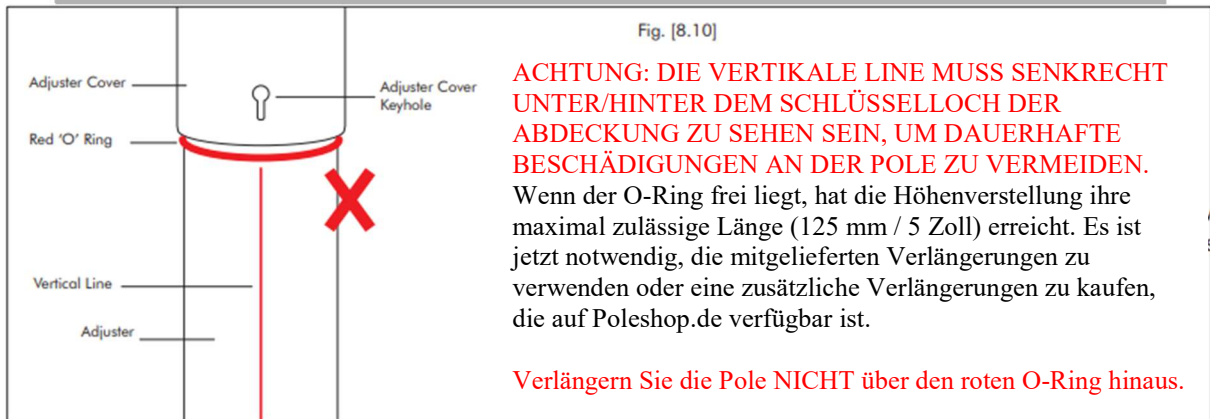 Fig. [8.10]
Adjuster Cover
Adjuster Cover
Keyhole
Red 'O' Ring
Vertical Line
Adjuster
ACHTUNG: DIE VERTIKALE LINE MUSS SENKRECHT
UNTER/HINTER DEM SCHLÜSSELLOCH DER
ABDECKUNG ZU SEHEN SEIN, UM DAUERHAFTE
BESCHÄDIGUNGEN AN DER POLE ZU VERMEIDEN.
Wenn der O-Ring frei liegt, hat die Höhenverstellung ihre
maximal zulässige Länge (125 mm / 5 Zoll) erreicht. Es ist
jetzt notwendig, die mitgelieferten Verlängerungen zu
verwenden oder eine zusätzliche Verlängerungen zu kaufen,
die auf Poleshop.de verfügbar ist.
Verlängern Sie die Pole NICHT über den roten O-Ring hinaus.